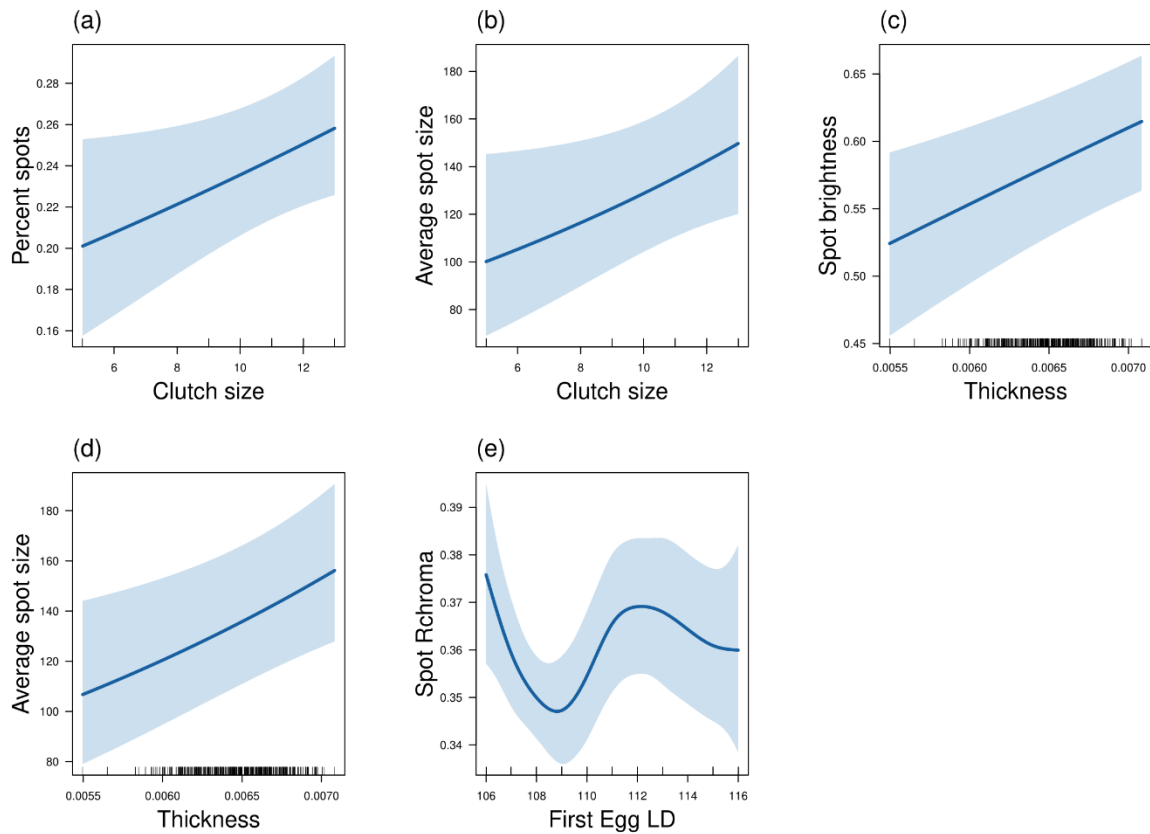 (a)
Percent spots
0.28
0.26
0.24
0.22
0.20
0.18
0.16
6 8 10 12
Clutch size
(b)
Average spot size
180
160
140
120
100
80
6 8 10 12
Clutch size
(c)
Spot brightness
0.65
0.60
0.55
0.50
0.45
0.0055 0.0060 0.0065 0.0070
Thickness
(d)
Average spot size
180
160
140
120
100
80
0.0055 0.0060 0.0065 0.0070
Thickness
(e)
Spot Rchroma
0.39
0.38
0.37
0.36
0.35
0.34
106 108 110 112 114 116
First Egg LD